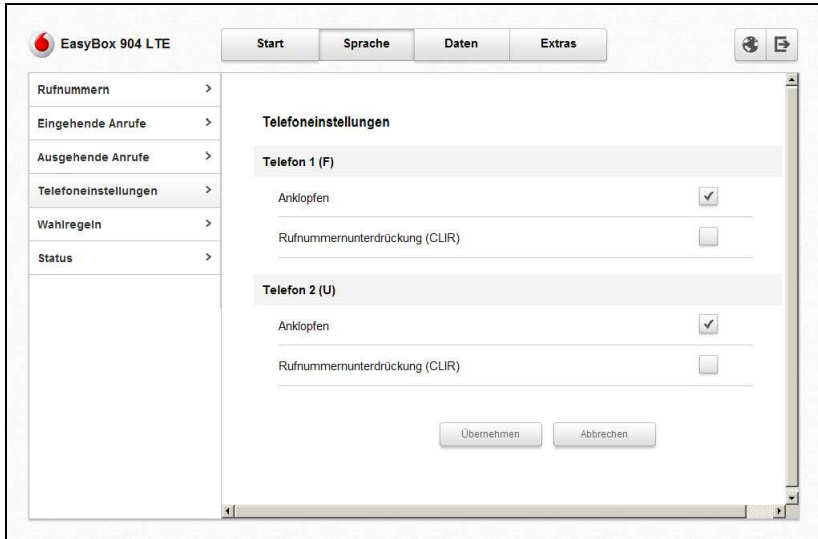 EasyBox 904 LTE
Start
Sprache
Daten
Extras
Rufnummern
Eingehende Anrufe
Ausgehende Anrufe
Telefoneinstellungen
Wahlregeln
Status
Telefoneinstellungen
Telefon 1 (F)
Anklopfen
Rufnummernunterdrückung (CLIR)
Telefon 2 (U)
Anklopfen
Rufnummernunterdrückung (CLIR)
Übernehmen
Abbrechen